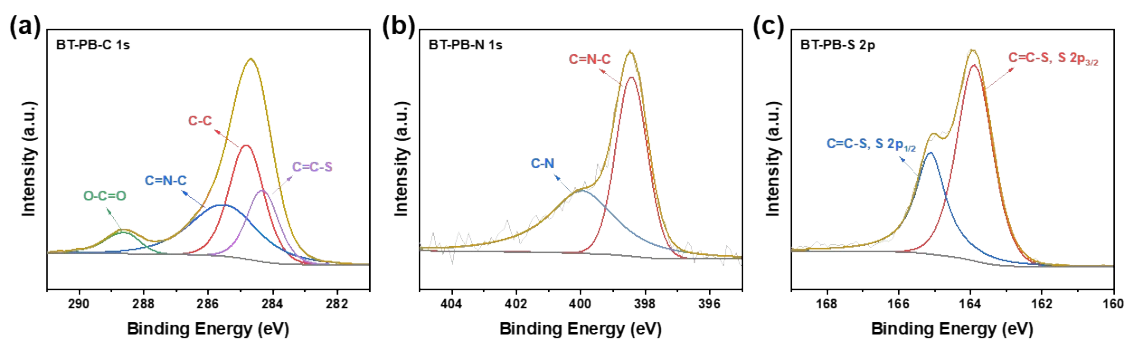 (a)
BT-PB-C 1s
C-C
C=C-S
C=N-C
O-C=O
Intensity (a.u.)
290 288 286 284 282
Binding Energy (eV)
(b)
BT-PB-N 1s
C=N-C
C-N
Intensity (a.u.)
404 402 400 398 396
Binding Energy (eV)
(c)
BT-PB-S 2p
C=C-S, S 2p3/2
C=C-S, S 2p1/2
Intensity (a.u.)
168 166 164 162 160
Binding Energy (eV)